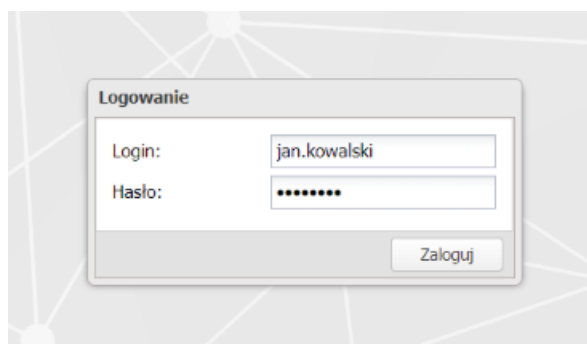 Logowanie
Login: jan.kowalski
Hasło: ••••••••
Zaloguj